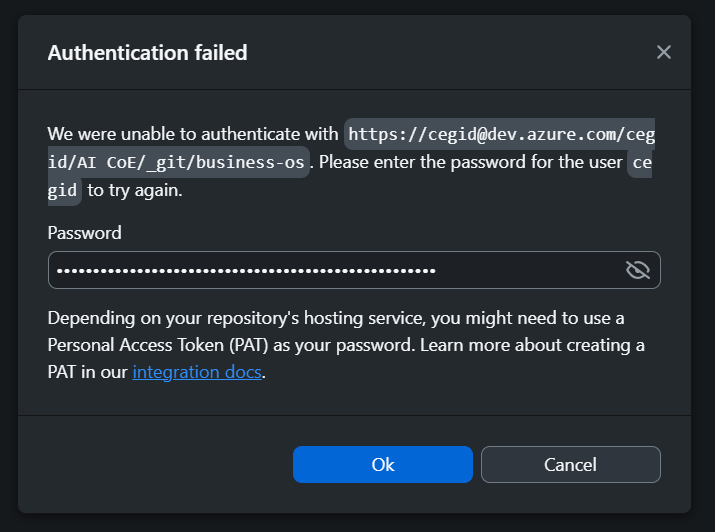 Authentication failed
We were unable to authenticate with https://cegid@dev.azure.com/ceg
id/AI CoE/_git/business-os. Please enter the password for the user ce
gid to try again.
Password
••••••••••••••••••••••••••••••••••••••••••••••••••••
Depending on your repository's hosting service, you might need to use a
Personal Access Token (PAT) as your password. Learn more about creating a
PAT in our integration docs.
Ok
Cancel